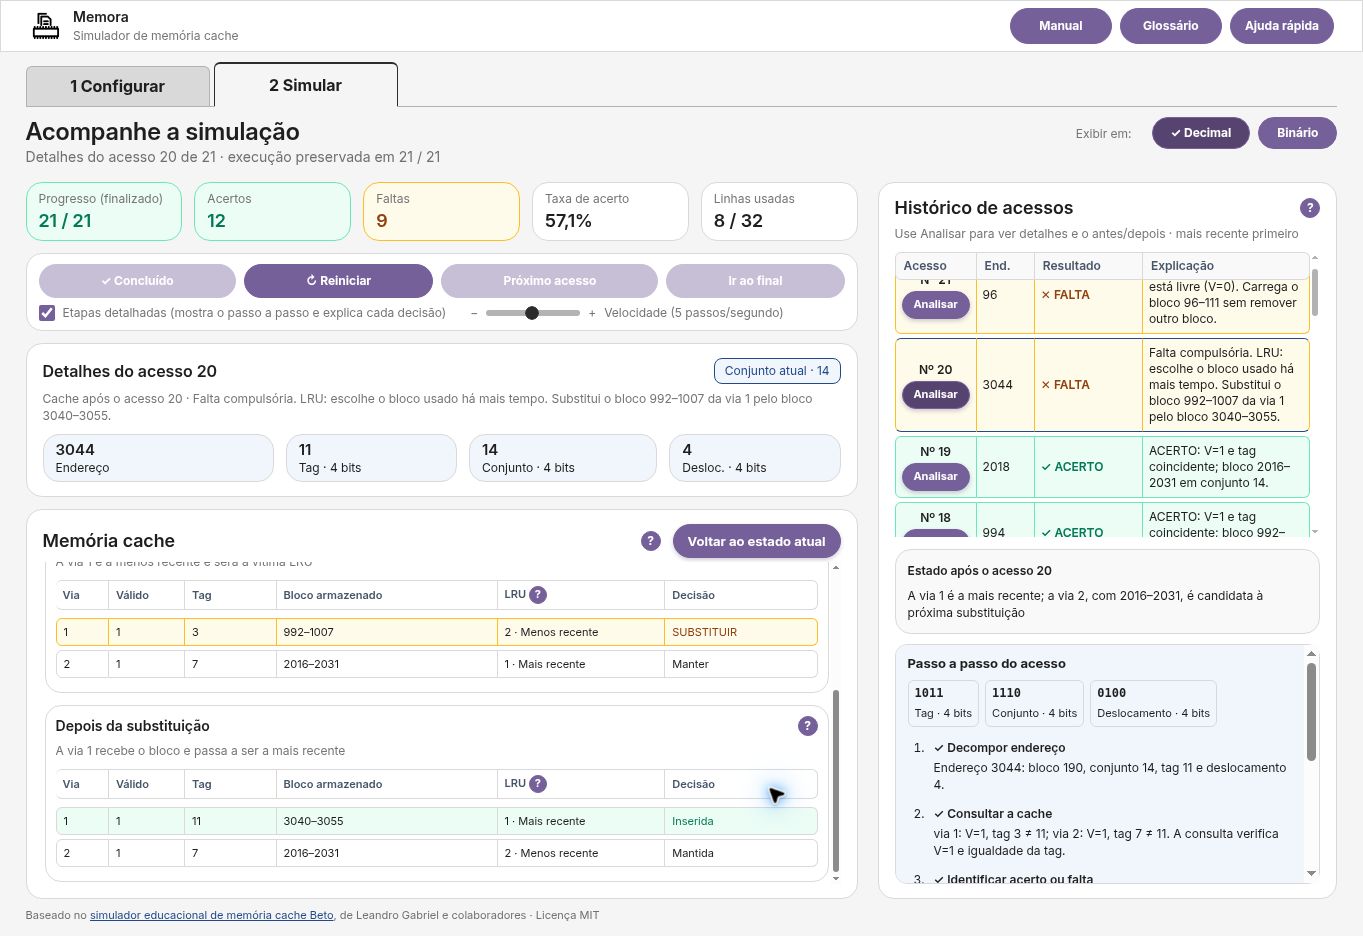 Memora
Simulador de memória cache
Manual
Glossário
Ajuda rápida
1 Configurar
2 Simular
Acompanhe a simulação
Detalhes do acesso 20 de 21 · execução preservada em 21 / 21
Exibir em:
✓ Decimal
Binário
Progresso (finalizado)
21 / 21
Acertos
12
Faltas
9
Taxa de acerto
57,1%
Linhas usadas
8 / 32
✓ Concluído
↻ Reiniciar
Próximo acesso
Ir ao final
Etapas detalhadas (mostra o passo a passo e explica cada decisão)
− + Velocidade (5 passos/segundo)
Detalhes do acesso 20
Conjunto atual · 14
Cache após o acesso 20 · Falta compulsória. LRU: escolhe o bloco usado há mais tempo. Substitui o bloco 992–1007 da via 1 pelo bloco
3040–3055.
3044
Endereço
11
Tag · 4 bits
14
Conjunto · 4 bits
4
Desloc. · 4 bits
Memória cache
?
Voltar ao estado atual
A via 1 é a menos recente e será a vítima LRU
Via Válido Tag Bloco armazenado LRU ? Decisão
1 1 3 992–1007 2 · Menos recente SUBSTITUIR
2 1 7 2016–2031 1 · Mais recente Manter
Depois da substituição
?
A via 1 recebe o bloco e passa a ser a mais recente
Via Válido Tag Bloco armazenado LRU ? Decisão
1 1 11 3040–3055 1 · Mais recente Inserida
2 1 7 2016–2031 2 · Menos recente Mantida
Histórico de acessos
?
Use Analisar para ver detalhes e o antes/depois · mais recente primeiro
Acesso End. Resultado Explicação
Nº 21
Analisar
96
✕ FALTA
está livre (V=0). Carrega o
bloco 96–111 sem remover
outro bloco.
Nº 20
Analisar
3044
✕ FALTA
Falta compulsória. LRU:
escolhe o bloco usado há
mais tempo. Substitui o
bloco 992–1007 da via 1
pelo bloco 3040–3055.
Nº 19
Analisar
2018
✓ ACERTO
ACERTO: V=1 e tag
coincidente; bloco 2016–
2031 em conjunto 14.
Nº 18
994
✓ ACERTO
ACERTO: V=1 e tag
coincidente; bloco 992–
Estado após o acesso 20
A via 1 é a mais recente; a via 2, com 2016–2031, é candidata à
próxima substituição
Passo a passo do acesso
1011
Tag · 4 bits
1110
Conjunto · 4 bits
0100
Deslocamento · 4 bits
1. ✓ Decompor endereço
Endereço 3044: bloco 190, conjunto 14, tag 11 e deslocamento
4.
2. ✓ Consultar a cache
via 1: V=1, tag 3 ≠ 11; via 2: V=1, tag 7 ≠ 11. A consulta verifica
V=1 e igualdade da tag.
3. ✓ Identificar acerto ou falta
Baseado no simulador educacional de memória cache Beto, de Leandro Gabriel e colaboradores · Licença MIT